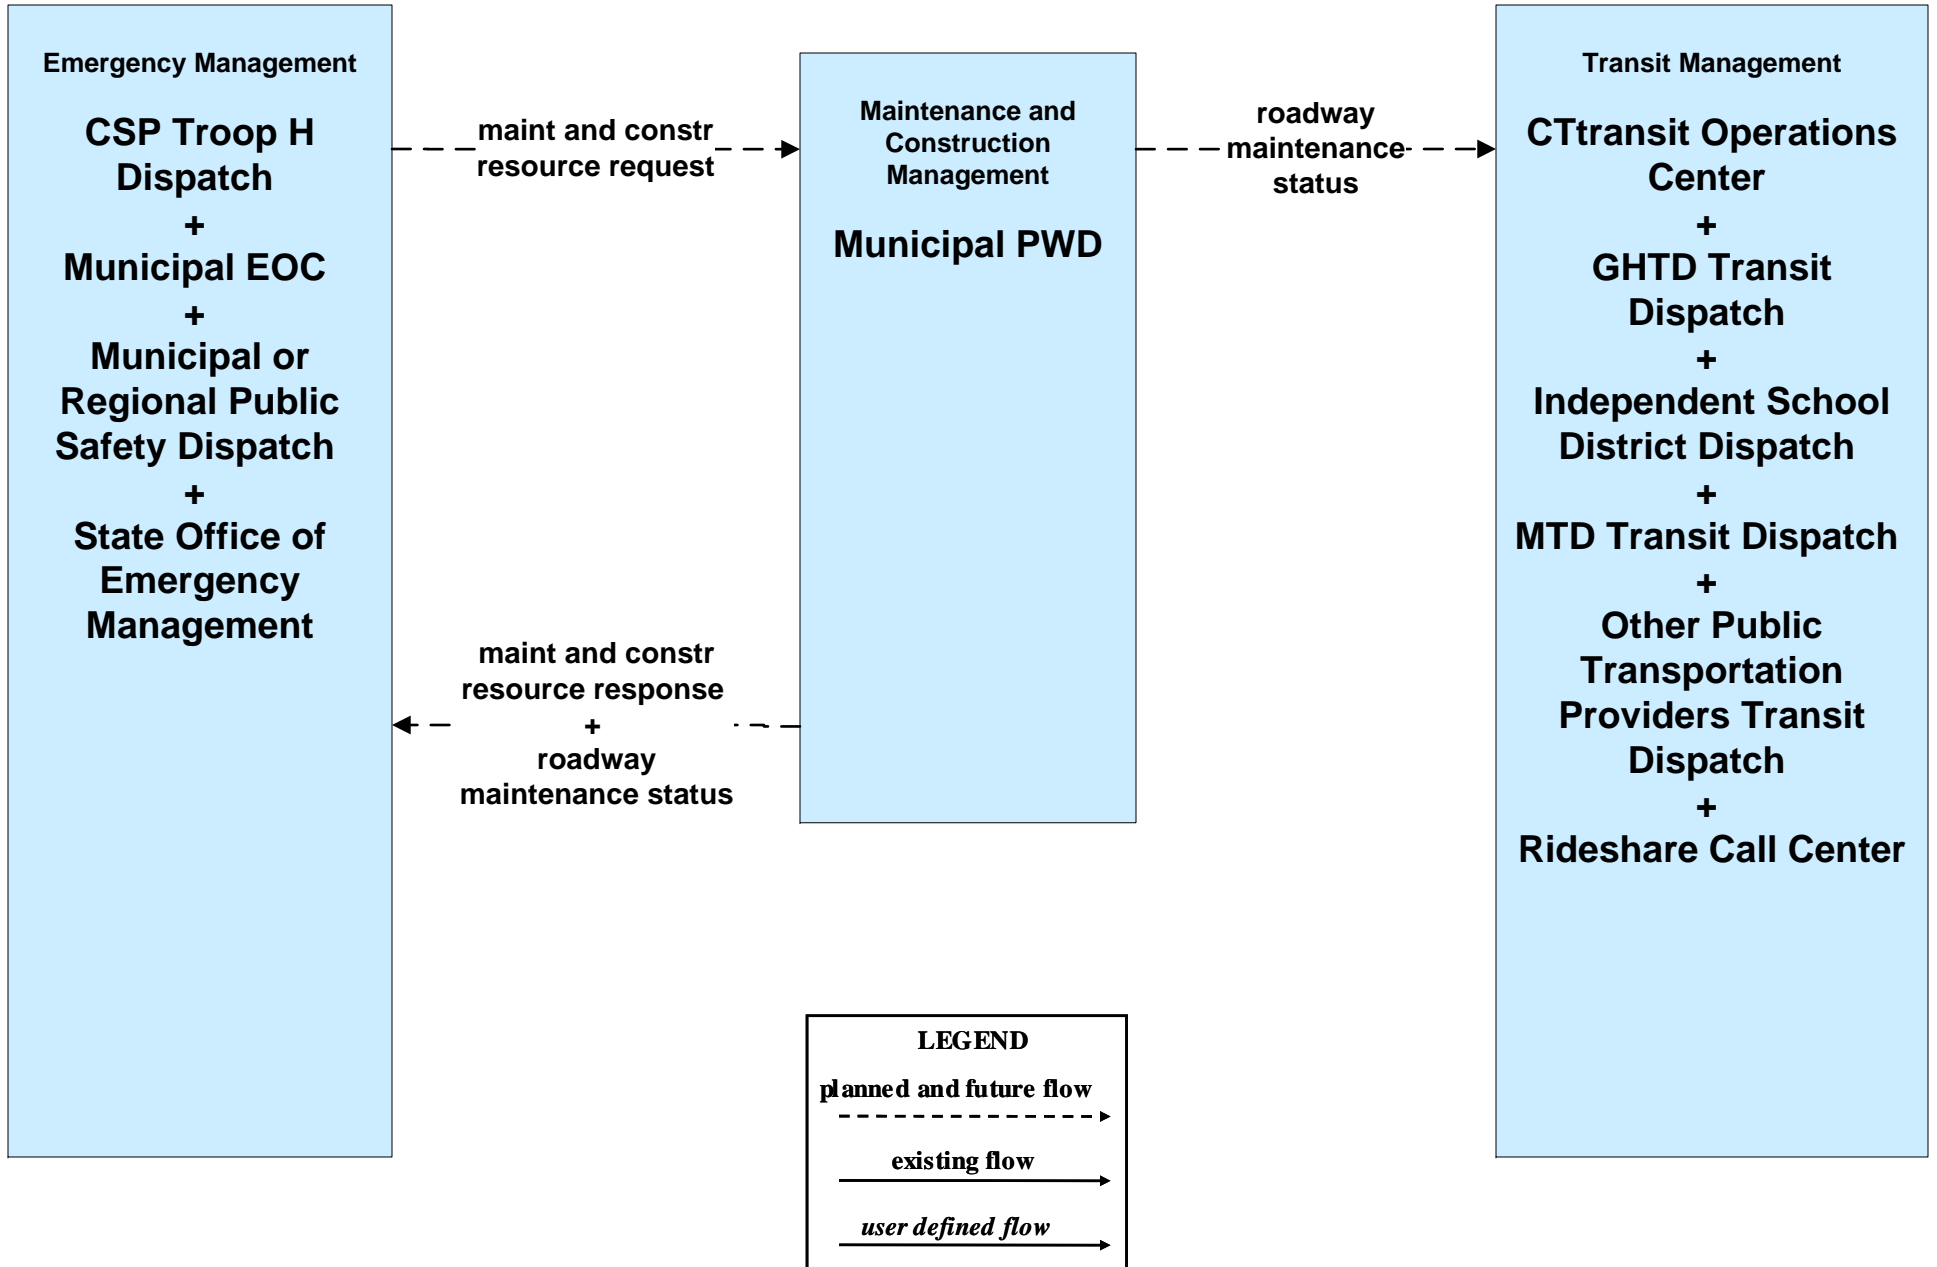 Emergency Management
CSP Troop H
Dispatch
+
Municipal EOC
+
Municipal or
Regional Public
Safety Dispatch
+
State Office of
Emergency
Management
maint and constr
resource request
maint and constr
resource response
+
roadway
maintenance status
Maintenance and
Construction
Management
Municipal PWD
roadway
maintenance
status
Transit Management
CTtransit Operations
Center
+
GHTD Transit
Dispatch
+
Independent School
District Dispatch
+
MTD Transit Dispatch
+
Other Public
Transportation
Providers Transit
Dispatch
+
Rideshare Call Center
LEGEND
planned and future flow
existing flow
user defined flow